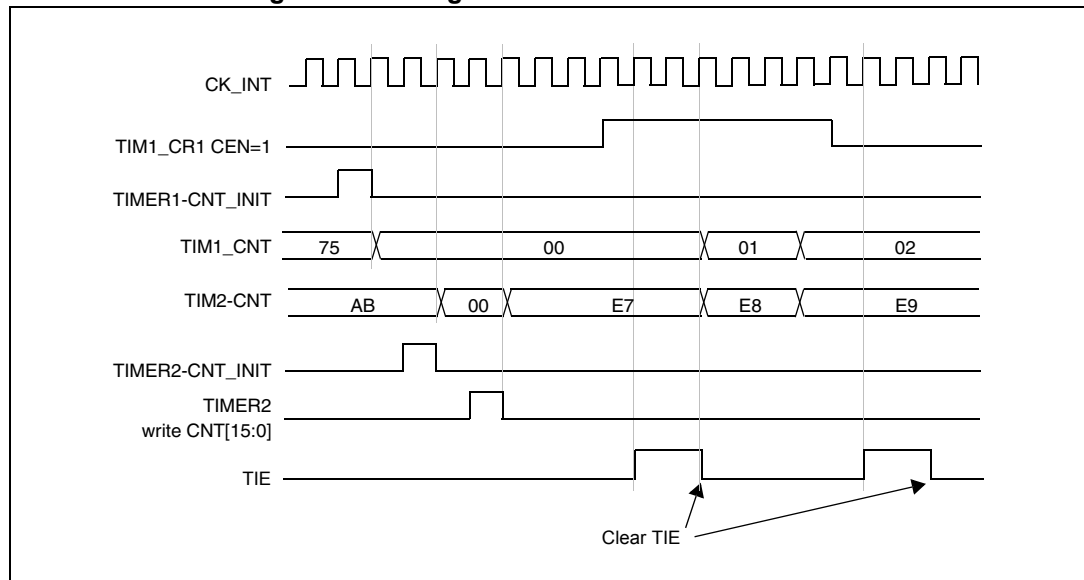 CK_INT
TIM1_CR1 CEN=1
TIMER1-CNT_INIT
TIM1_CNT 75 00 01 02
TIM2-CNT AB 00 E7 E8 E9
TIMER2-CNT_INIT
TIMER2
write CNT[15:0]
TIE
Clear TIE